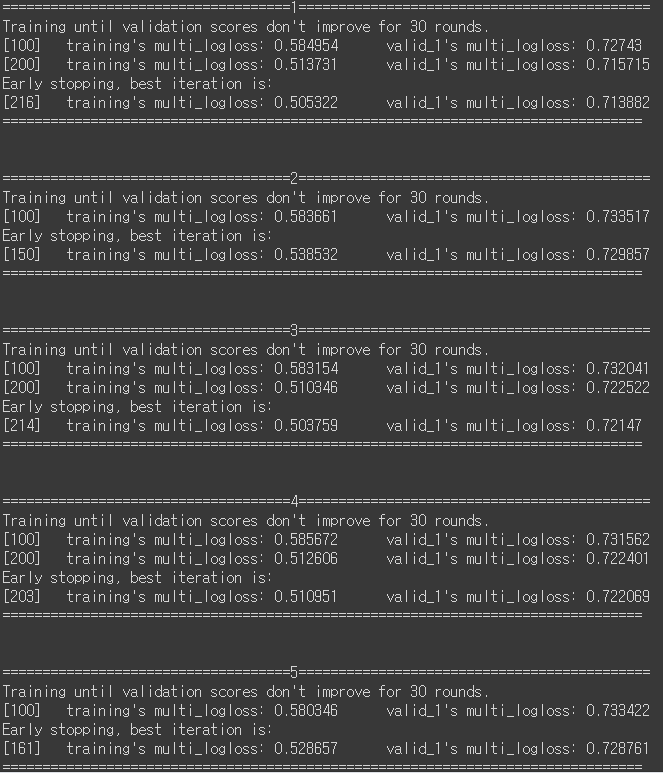 ====================================1============================================
Training until validation scores don't improve for 30 rounds.
[100]	training's multi_logloss: 0.584954	valid_1's multi_logloss: 0.72743
[200]	training's multi_logloss: 0.513731	valid_1's multi_logloss: 0.715715
Early stopping, best iteration is:
[216]	training's multi_logloss: 0.505322	valid_1's multi_logloss: 0.713882
================================================================================
====================================2============================================
Training until validation scores don't improve for 30 rounds.
[100]	training's multi_logloss: 0.583661	valid_1's multi_logloss: 0.733517
Early stopping, best iteration is:
[150]	training's multi_logloss: 0.538532	valid_1's multi_logloss: 0.729857
================================================================================
====================================3============================================
Training until validation scores don't improve for 30 rounds.
[100]	training's multi_logloss: 0.583154	valid_1's multi_logloss: 0.732041
[200]	training's multi_logloss: 0.510346	valid_1's multi_logloss: 0.722522
Early stopping, best iteration is:
[214]	training's multi_logloss: 0.503759	valid_1's multi_logloss: 0.72147
================================================================================
====================================4============================================
Training until validation scores don't improve for 30 rounds.
[100]	training's multi_logloss: 0.585672	valid_1's multi_logloss: 0.731562
[200]	training's multi_logloss: 0.512606	valid_1's multi_logloss: 0.722401
Early stopping, best iteration is:
[203]	training's multi_logloss: 0.510951	valid_1's multi_logloss: 0.722069
================================================================================
====================================5============================================
Training until validation scores don't improve for 30 rounds.
[100]	training's multi_logloss: 0.580346	valid_1's multi_logloss: 0.733422
Early stopping, best iteration is:
[161]	training's multi_logloss: 0.528657	valid_1's multi_logloss: 0.728761
================================================================================